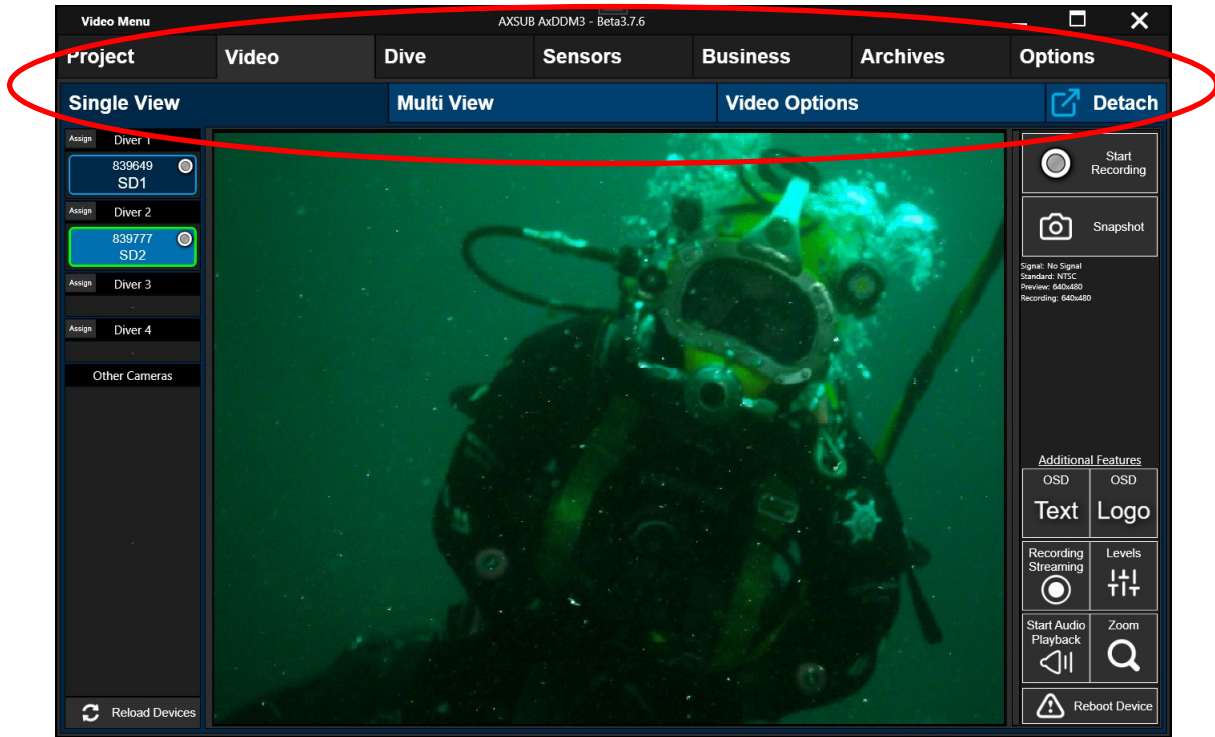 Video Menu
AXSUB AxDDM3 - Beta3.7.6
Project
Video
Dive
Sensors
Business
Archives
Options
Single View
Multi View
Video Options
Detach
Assign
Diver 1
839649
SD1
Assign
Diver 2
839777
SD2
Assign
Diver 3
-
Assign
Diver 4
-
Other Cameras
-
Reload Devices
Start
Recording
Snapshot
Signal: No Signal
Standard: NTSC
Preview: 640x480
Recording: 640x480
Additional Features
OSD
Text
OSD
Logo
Recording
Streaming
Levels
Start Audio
Playback
Zoom
Reboot Device